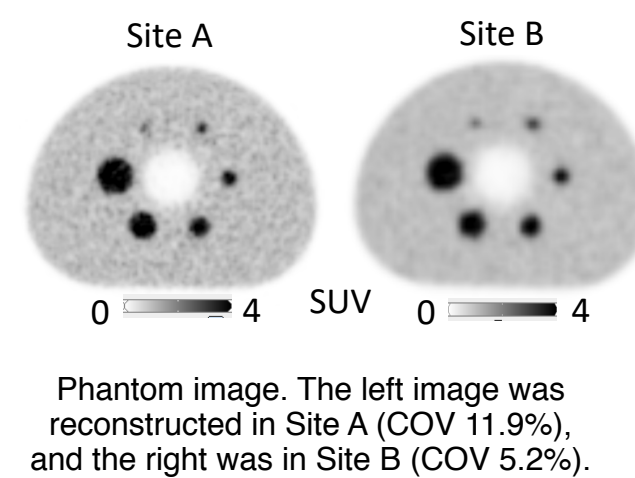 Site A
Site B
0 4 SUV 0 4
Phantom image. The left image was
reconstructed in Site A (COV 11.9%),
and the right was in Site B (COV 5.2%).